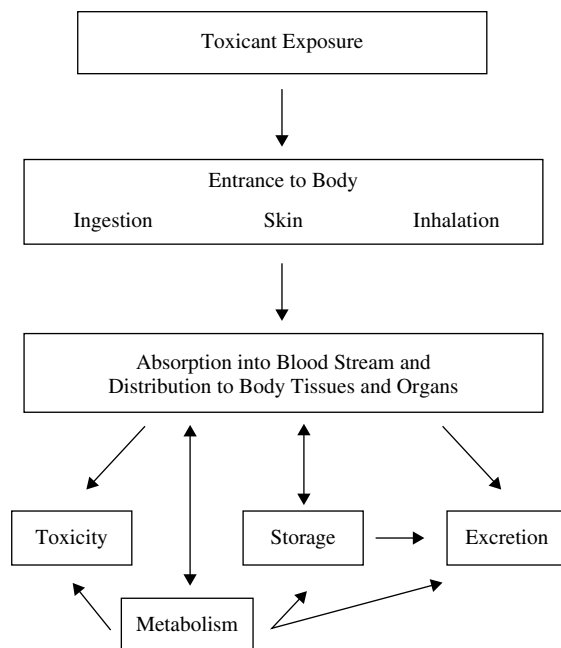 Toxicant Exposure
Entrance to Body
Ingestion Skin Inhalation
Absorption into Blood Stream and
Distribution to Body Tissues and Organs
Toxicity Storage Excretion
Metabolism